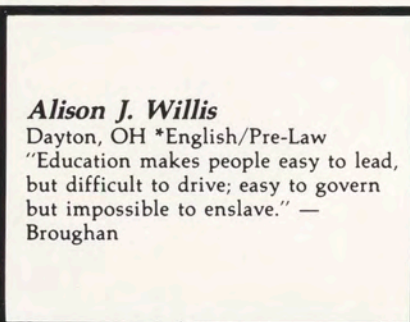 Alison J. Willis
Dayton, OH *English/Pre-Law
"Education makes people easy to lead,
but difficult to drive; easy to govern
but impossible to enslave." —
Broughan